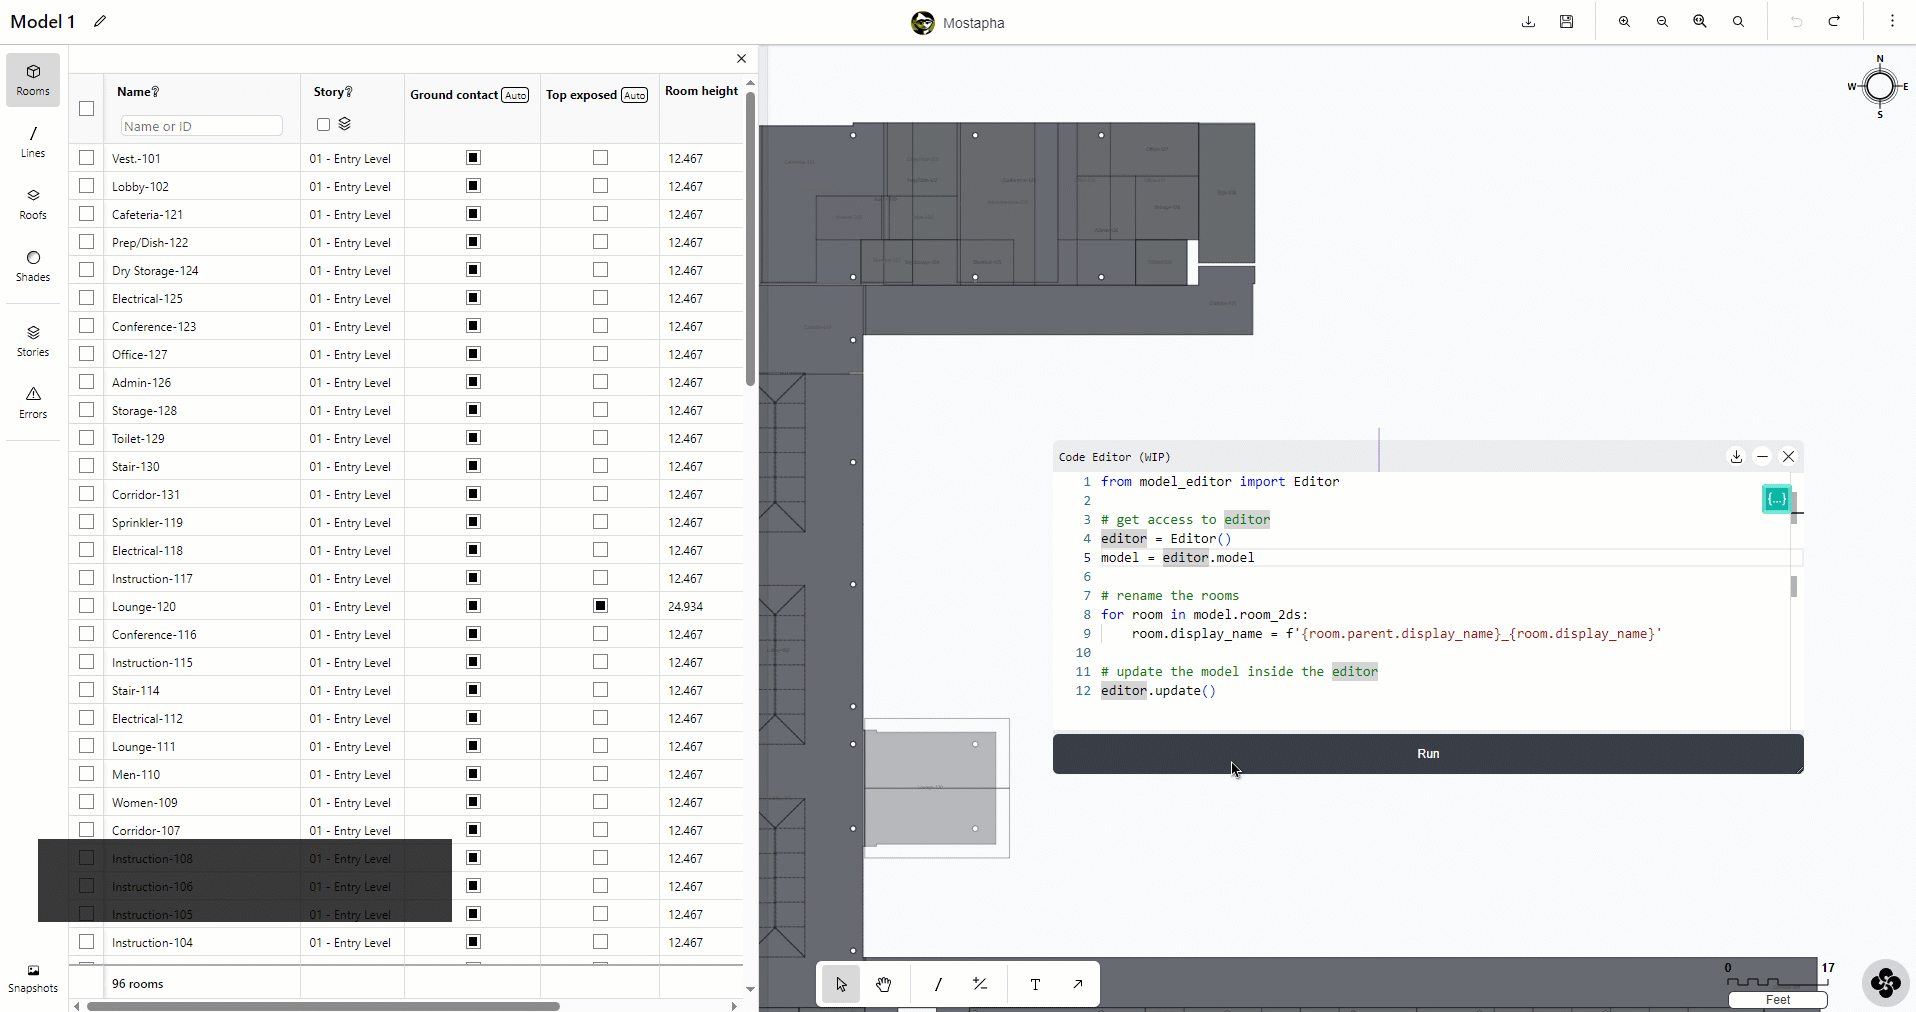 Model 1
Mostapha
Rooms
Lines
Roofs
Shades
Stories
Errors
Snapshots
Name? Story? Ground contact Auto Top exposed Auto Room height
Name or ID
Vest.-101 01 - Entry Level 12.467
Lobby-102 01 - Entry Level 12.467
Cafeteria-121 01 - Entry Level 12.467
Prep/Dish-122 01 - Entry Level 12.467
Dry Storage-124 01 - Entry Level 12.467
Electrical-125 01 - Entry Level 12.467
Conference-123 01 - Entry Level 12.467
Office-127 01 - Entry Level 12.467
Admin-126 01 - Entry Level 12.467
Storage-128 01 - Entry Level 12.467
Toilet-129 01 - Entry Level 12.467
Stair-130 01 - Entry Level 12.467
Corridor-131 01 - Entry Level 12.467
Sprinkler-119 01 - Entry Level 12.467
Electrical-118 01 - Entry Level 12.467
Instruction-117 01 - Entry Level 12.467
Lounge-120 01 - Entry Level 24.934
Conference-116 01 - Entry Level 12.467
Instruction-115 01 - Entry Level 12.467
Stair-114 01 - Entry Level 12.467
Electrical-112 01 - Entry Level 12.467
Lounge-111 01 - Entry Level 12.467
Men-110 01 - Entry Level 12.467
Women-109 01 - Entry Level 12.467
Corridor-107 01 - Entry Level 12.467
Instruction-108 01 - Entry Level 12.467
Instruction-106 01 - Entry Level 12.467
Instruction-105 01 - Entry Level 12.467
Instruction-104 01 - Entry Level 12.467
96 rooms
N
W E
S
Code Editor (WIP)
1 from model_editor import Editor
2
3 # get access to editor
4 editor = Editor()
5 model = editor.model
6
7 # rename the rooms
8 for room in model.room_2ds:
9 room.display_name = f'{room.parent.display_name}_{room.display_name}'
10
11 # update the model inside the editor
12 editor.update()
{...}
Run
T
0 17
Feet